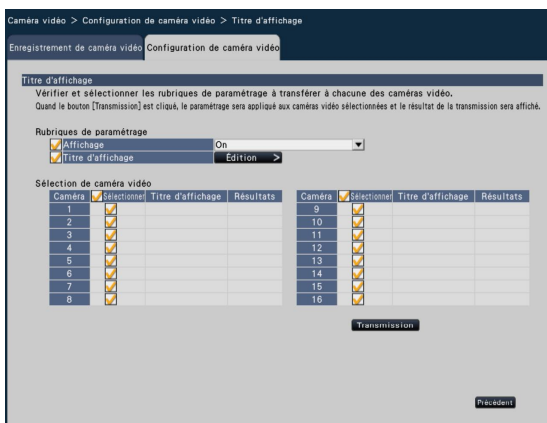 Caméra vidéo > Configuration de caméra vidéo > Titre d'affichage
Enregistrement de caméra vidéo Configuration de caméra vidéo
Titre d'affichage
Vérifier et sélectionner les rubriques de paramétrage à transférer à chacune des caméras vidéo.
Quand le bouton [Transmission] est cliqué, le paramétrage sera appliqué aux caméras vidéo sélectionnées et le résultat de la transmission sera affiché.
Rubriques de paramétrage
Affichage On
Titre d'affichage Édition >
Sélection de caméra vidéo
Caméra Sélectionner Titre d'affichage Résultats Caméra Sélectionner Titre d'affichage Résultats
1 9
2 10
3 11
4 12
5 13
6 14
7 15
8 16
Transmission
Précédent